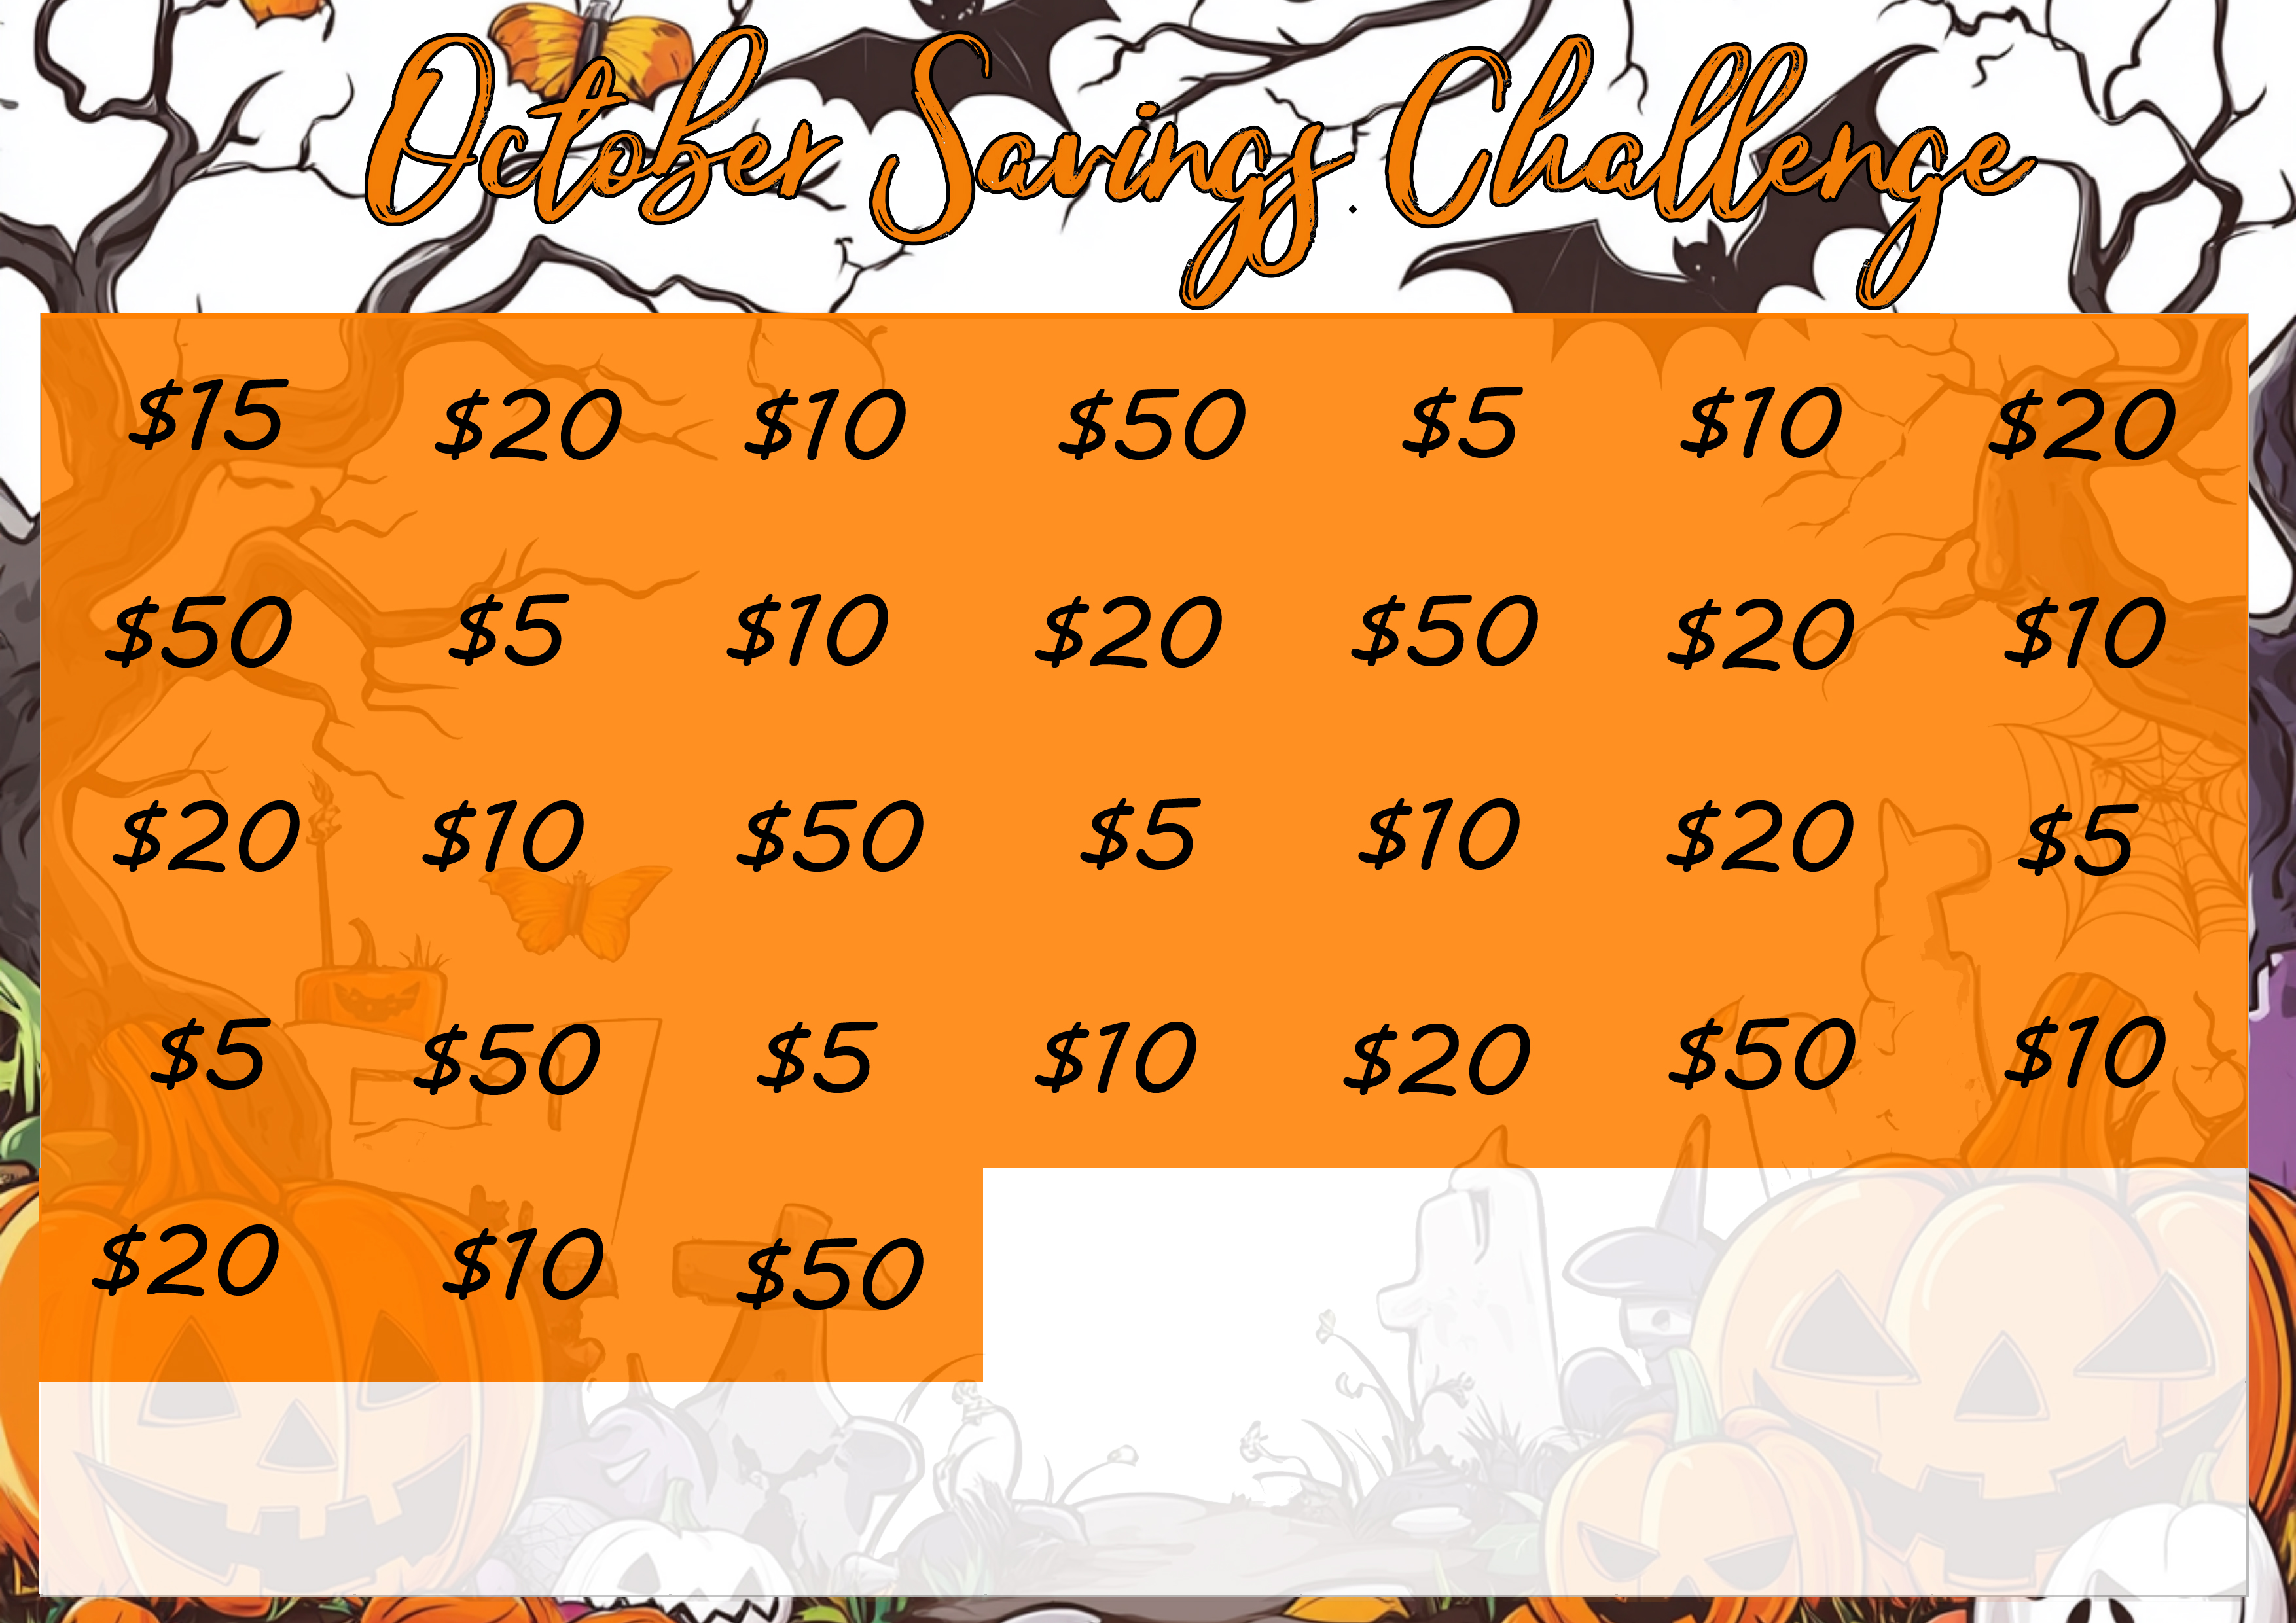 October Savings Challenge
$15 $20 $10 $50 $5 $10 $20
$50 $5 $10 $20 $50 $20 $10
$20 $10 $50 $5 $10 $20 $5
$5 $50 $5 $10 $20 $50 $10
$20 $10 $50